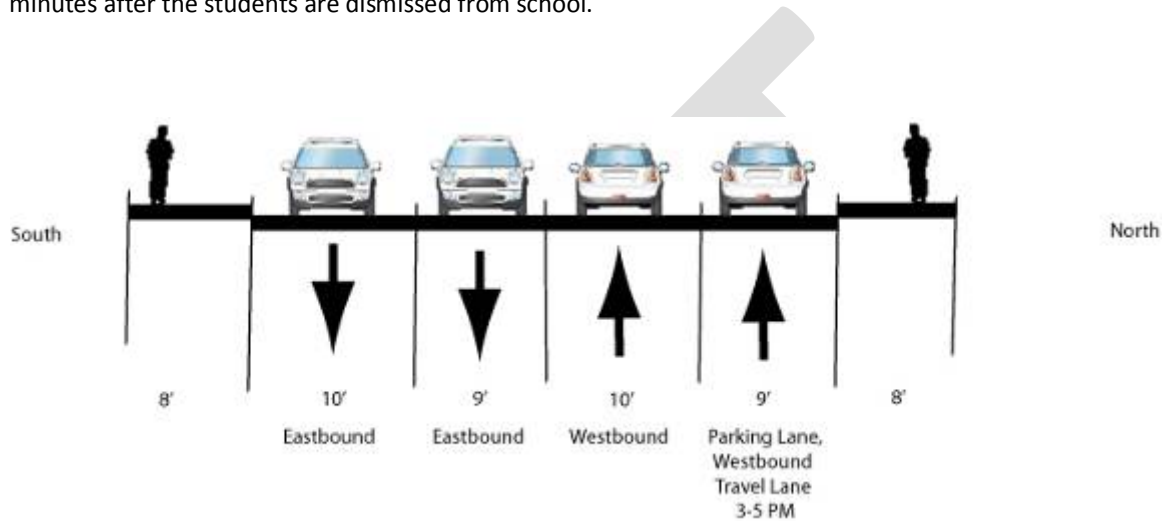 minutes after the students are dismissed from school.
South
North
8'
10'
9'
10'
9'
8'
Eastbound
Eastbound
Westbound
Parking Lane,
Westbound
Travel Lane
3-5 PM